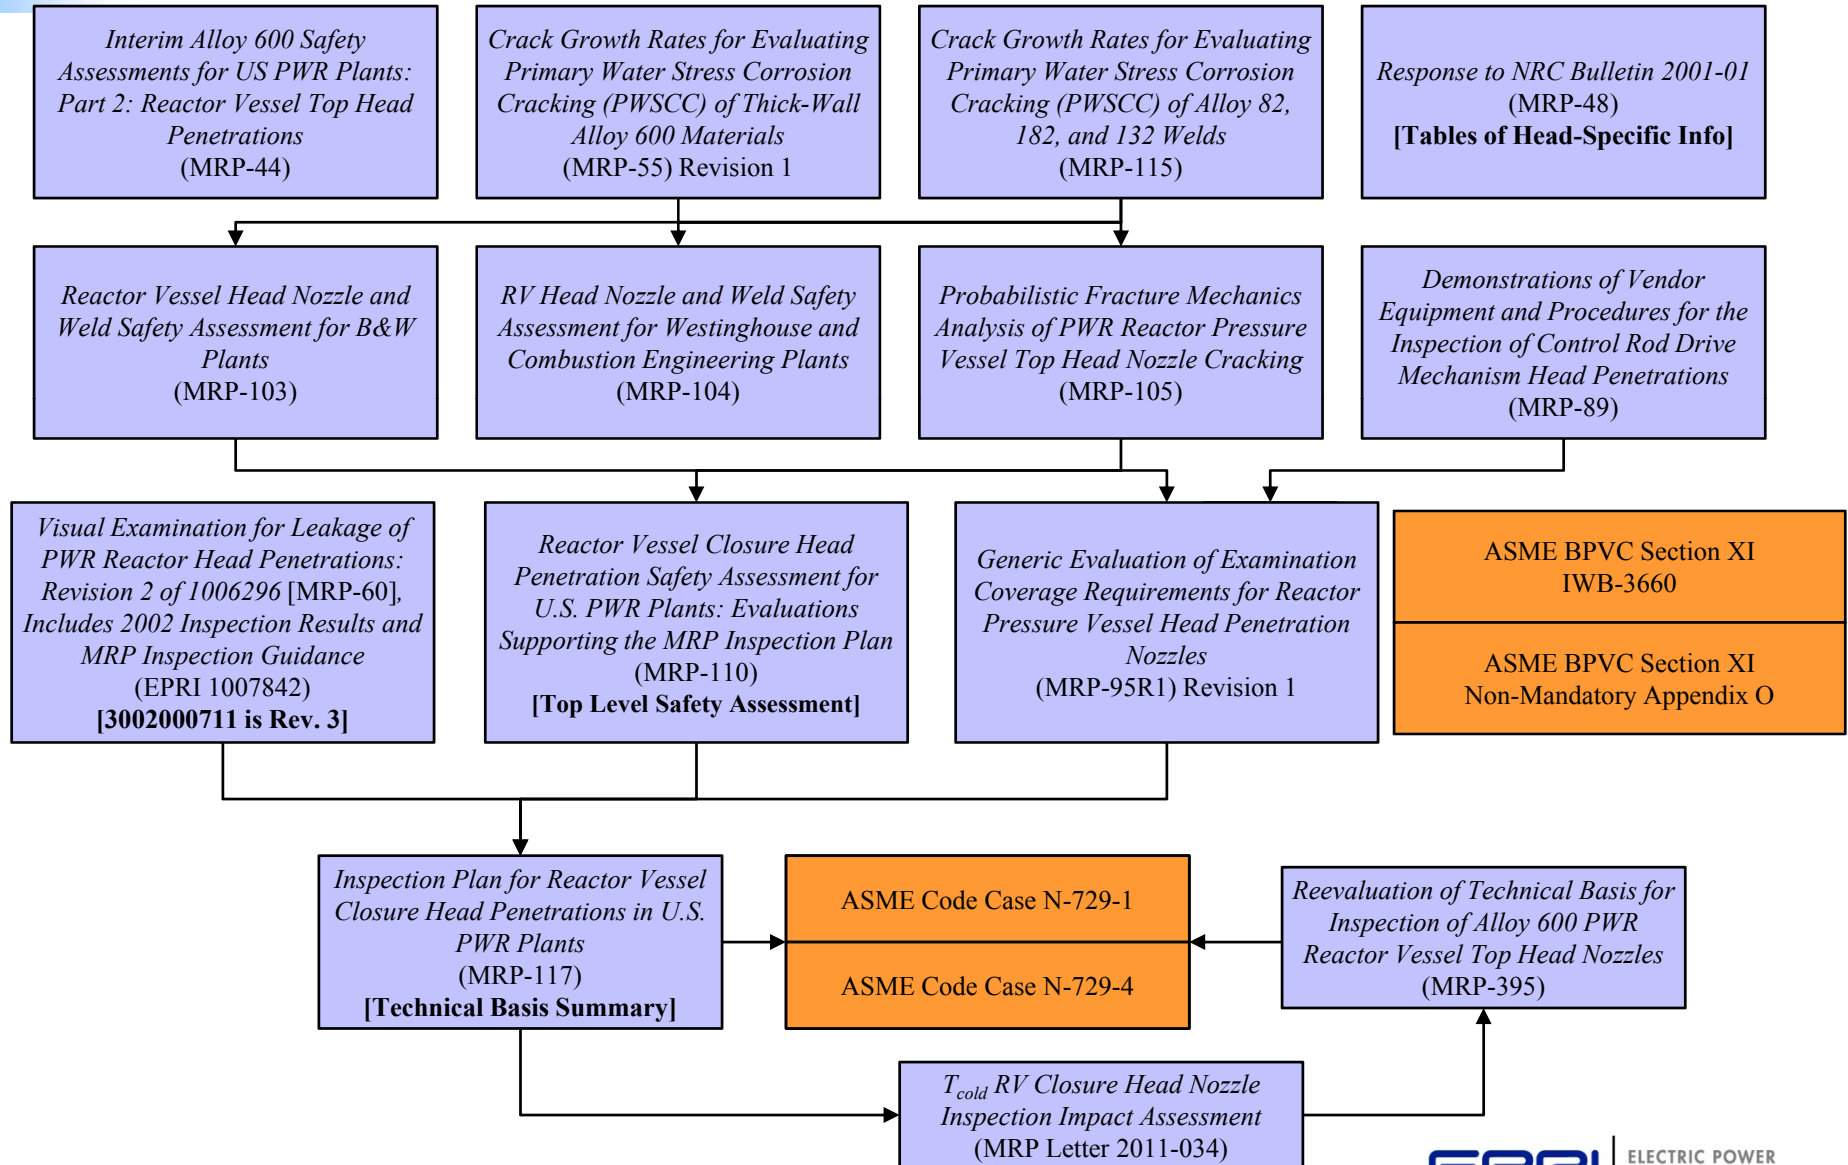 Interim Alloy 600 Safety
Assessments for US PWR Plants:
Part 2: Reactor Vessel Top Head
Penetrations
(MRP-44)
Crack Growth Rates for Evaluating
Primary Water Stress Corrosion
Cracking (PWSCC) of Thick-Wall
Alloy 600 Materials
(MRP-55) Revision 1
Crack Growth Rates for Evaluating
Primary Water Stress Corrosion
Cracking (PWSCC) of Alloy 82,
182, and 132 Welds
(MRP-115)
Response to NRC Bulletin 2001-01
(MRP-48)
[Tables of Head-Specific Info]
Reactor Vessel Head Nozzle and
Weld Safety Assessment for B&W
Plants
(MRP-103)
RV Head Nozzle and Weld Safety
Assessment for Westinghouse and
Combustion Engineering Plants
(MRP-104)
Probabilistic Fracture Mechanics
Analysis of PWR Reactor Pressure
Vessel Top Head Nozzle Cracking
(MRP-105)
Demonstrations of Vendor
Equipment and Procedures for the
Inspection of Control Rod Drive
Mechanism Head Penetrations
(MRP-89)
Visual Examination for Leakage of
PWR Reactor Head Penetrations:
Revision 2 of 1006296 [MRP-60],
Includes 2002 Inspection Results and
MRP Inspection Guidance
(EPRI 1007842)
[3002000711 is Rev. 3]
Reactor Vessel Closure Head
Penetration Safety Assessment for
U.S. PWR Plants: Evaluations
Supporting the MRP Inspection Plan
(MRP-110)
[Top Level Safety Assessment]
Generic Evaluation of Examination
Coverage Requirements for Reactor
Pressure Vessel Head Penetration
Nozzles
(MRP-95R1) Revision 1
ASME BPVC Section XI
IWB-3660
ASME BPVC Section XI
Non-Mandatory Appendix O
Inspection Plan for Reactor Vessel
Closure Head Penetrations in U.S.
PWR Plants
(MRP-117)
[Technical Basis Summary]
ASME Code Case N-729-1
ASME Code Case N-729-4
Reevaluation of Technical Basis for
Inspection of Alloy 600 PWR
Reactor Vessel Top Head Nozzles
(MRP-395)
Tcold RV Closure Head Nozzle
Inspection Impact Assessment
(MRP Letter 2011-034)
EPRI
ELECTRIC POWER